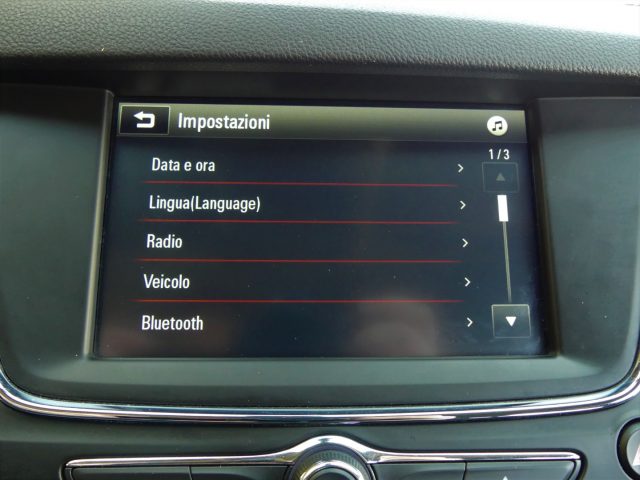 Impostazioni
1/3
Data e ora
Lingua(Language)
Radio
Veicolo
Bluetooth